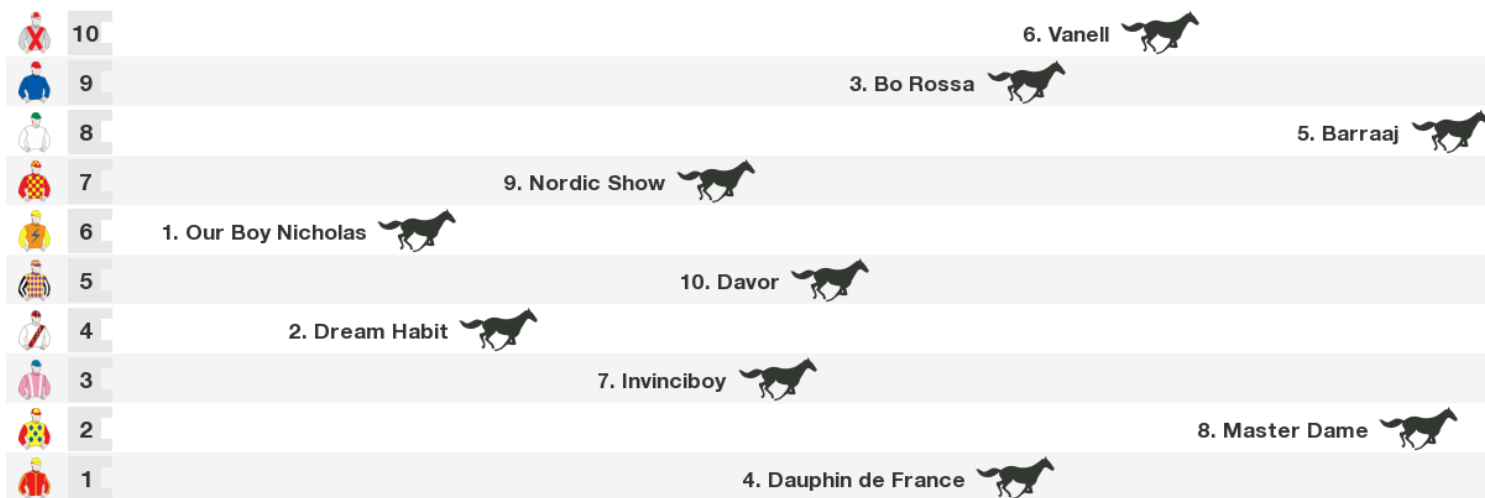 10 6. Vanell
9 3. Bo Rossa
8 5. Barraaj
7 9. Nordic Show
6 1. Our Boy Nicholas
5 10. Davor
4 2. Dream Habit
3 7. Invinciboy
2 8. Master Dame
1 4. Dauphin de France